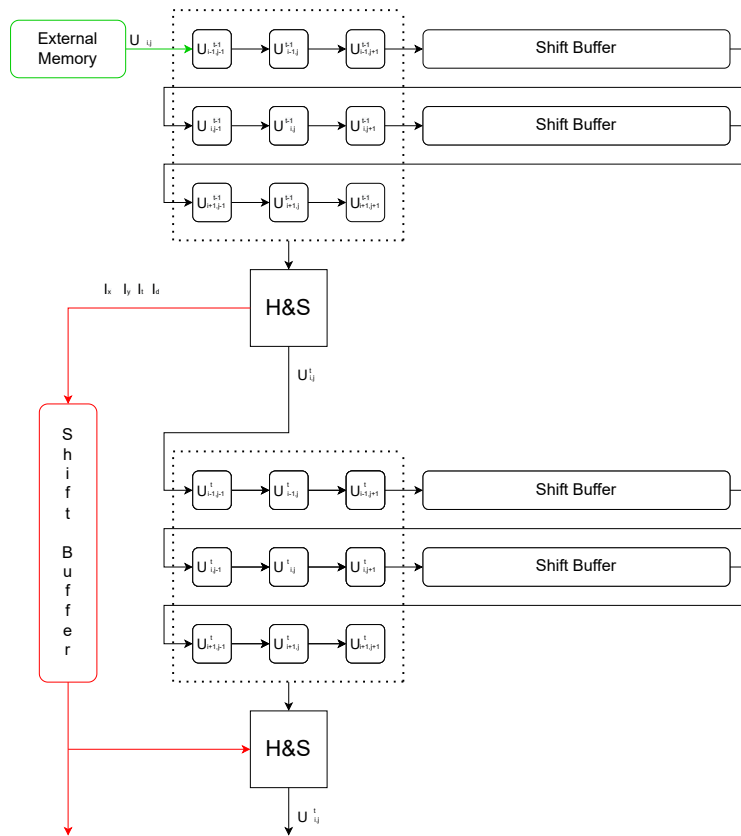 External
Memory
U i,j
U i-1,j-1 t-1
U i-1,j t-1
U i-1,j+1 t-1
Shift Buffer
U i,j-1 t-1
U i,j t-1
U i,j+1 t-1
Shift Buffer
U i+1,j-1 t-1
U i+1,j t-1
U i+1,j+1 t-1
Ix Iy It Id
H&S
U i,j t
Shift Buffer
U i-1,j-1 t
U i-1,j t
U i-1,j+1 t
Shift Buffer
U i,j-1 t
U i,j t
U i,j+1 t
Shift Buffer
U i+1,j-1 t
U i+1,j t
U i+1,j+1 t
H&S
U i,j t